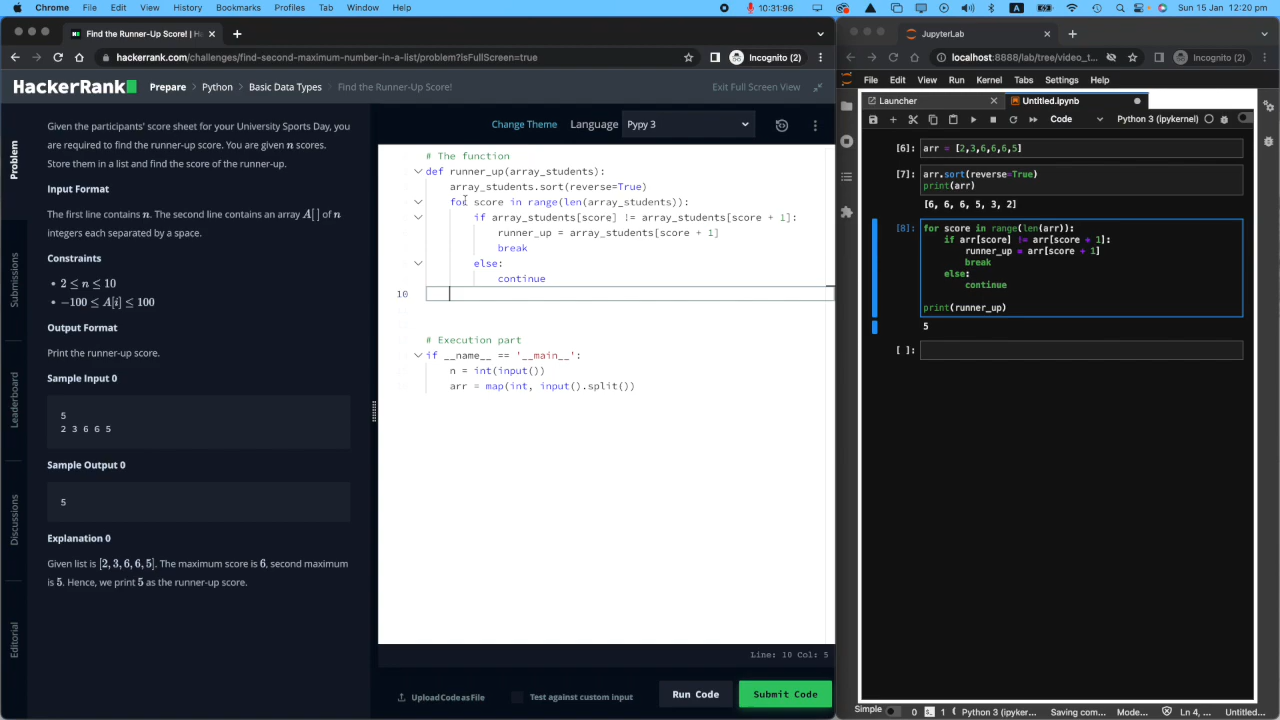 Chrome File Edit View History Bookmarks Profiles Tab Window Help
10:31:96
A
Sun 15 Jan 12:20 pm
Find the Runner-Up Score! | Ha
hackerrank.com/challenges/find-second-maximum-number-in-a-list/problem?isFullScreen=true
Incognito (2)
HackerRank
Prepare
Python
Basic Data Types
Find the Runner-Up Score!
Exit Full Screen View
Problem
Submissions
Leaderboard
Discussions
Editorial
Given the participants' score sheet for your University Sports Day, you
are required to find the runner-up score. You are given n scores.
Store them in a list and find the score of the runner-up.
Input Format
The first line contains n. The second line contains an array A[ ] of n
integers each separated by a space.
Constraints
• 2 ≤ n ≤ 10
• −100 ≤ A[i] ≤ 100
Output Format
Print the runner-up score.
Sample Input 0
5
2 3 6 6 5
Sample Output 0
5
Explanation 0
Given list is [2, 3, 6, 6, 5]. The maximum score is 6, second maximum
is 5. Hence, we print 5 as the runner-up score.
Change Theme
Language
Pypy 3
# The function
def runner_up(array_students):
    array_students.sort(reverse=True)
    for score in range(len(array_students)):
        if array_students[score] != array_students[score + 1]:
            runner_up = array_students[score + 1]
            break
        else:
            continue
10
# Execution part
if __name__ == '__main__':
    n = int(input())
    arr = map(int, input().split())
Line: 10 Col: 5
Upload Code as File
Test against custom input
Run Code
Submit Code
JupyterLab
localhost:8888/lab/tree/video_t...
Incognito (2)
File Edit View Run Kernel Tabs Settings Help
Launcher
Untitled.ipynb
Code
Python 3 (ipykernel)
[6]: arr = [2,3,6,6,6,5]
[7]: arr.sort(reverse=True)
print(arr)
[6, 6, 6, 5, 3, 2]
[8]: for score in range(len(arr)):
    if arr[score] != arr[score + 1]:
        runner_up = arr[score + 1]
        break
    else:
        continue
print(runner_up)
5
[ ]:
Simple
0
1
Python 3 (ipyker...
Saving com...
Mode...
Ln 4, ...
Untitled...